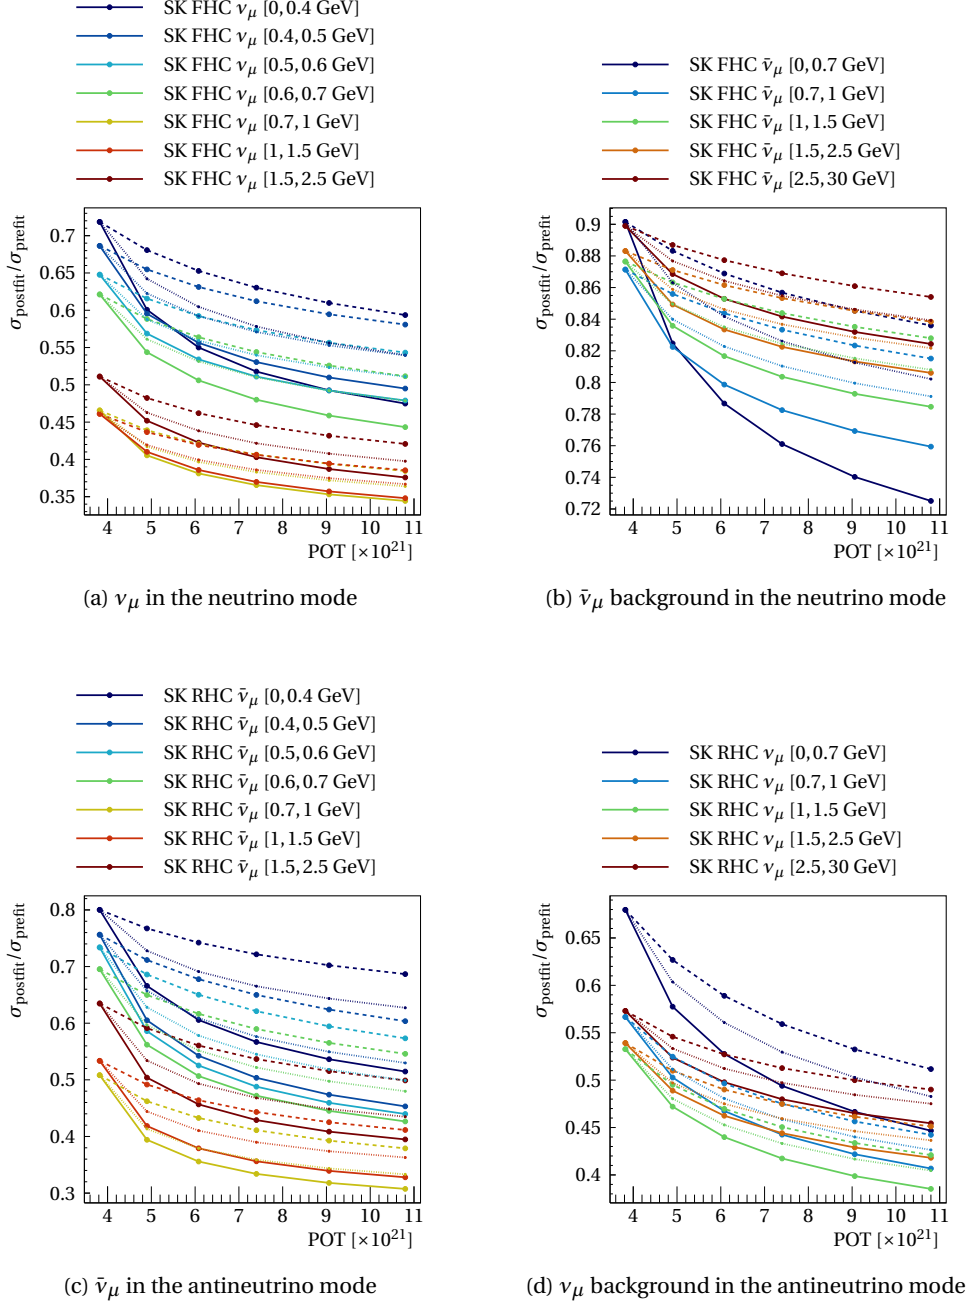 SK FHC νμ [0, 0.4 GeV]
SK FHC νμ [0.4, 0.5 GeV]
SK FHC νμ [0.5, 0.6 GeV]
SK FHC νμ [0.6, 0.7 GeV]
SK FHC νμ [0.7, 1 GeV]
SK FHC νμ [1, 1.5 GeV]
SK FHC νμ [1.5, 2.5 GeV]
σpostfit/σprefit
0.7
0.65
0.6
0.55
0.5
0.45
0.4
0.35
4 5 6 7 8 9 10 11
POT [×10²¹]
(a) νμ in the neutrino mode
SK FHC ν̄μ [0, 0.7 GeV]
SK FHC ν̄μ [0.7, 1 GeV]
SK FHC ν̄μ [1, 1.5 GeV]
SK FHC ν̄μ [1.5, 2.5 GeV]
SK FHC ν̄μ [2.5, 30 GeV]
σpostfit/σprefit
0.9
0.88
0.86
0.84
0.82
0.8
0.78
0.76
0.74
0.72
4 5 6 7 8 9 10 11
POT [×10²¹]
(b) ν̄μ background in the neutrino mode
SK RHC ν̄μ [0, 0.4 GeV]
SK RHC ν̄μ [0.4, 0.5 GeV]
SK RHC ν̄μ [0.5, 0.6 GeV]
SK RHC ν̄μ [0.6, 0.7 GeV]
SK RHC ν̄μ [0.7, 1 GeV]
SK RHC ν̄μ [1, 1.5 GeV]
SK RHC ν̄μ [1.5, 2.5 GeV]
σpostfit/σprefit
0.8
0.7
0.6
0.5
0.4
0.3
4 5 6 7 8 9 10 11
POT [×10²¹]
(c) ν̄μ in the antineutrino mode
SK RHC νμ [0, 0.7 GeV]
SK RHC νμ [0.7, 1 GeV]
SK RHC νμ [1, 1.5 GeV]
SK RHC νμ [1.5, 2.5 GeV]
SK RHC νμ [2.5, 30 GeV]
σpostfit/σprefit
0.65
0.6
0.55
0.5
0.45
0.4
4 5 6 7 8 9 10 11
POT [×10²¹]
(d) νμ background in the antineutrino mode